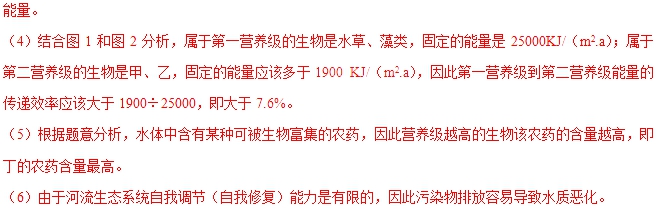 能量。
（4）结合图 1 和图 2 分析，属于第一营养级的生物是水草、藻类，固定的能量是 25000KJ/（m².a）；属于
第二营养级的生物是甲、乙，固定的能量应该多于 1900 KJ/（m².a），因此第一营养级到第二营养级能量的
传递效率应该大于 1900÷25000，即大于 7.6%。
（5）根据题意分析，水体中含有某种可被生物富集的农药，因此营养级越高的生物该农药的含量越高，即
丁的农药含量最高。
（6）由于河流生态系统自我调节（自我修复）能力是有限的，因此污染物排放容易导致水质恶化。